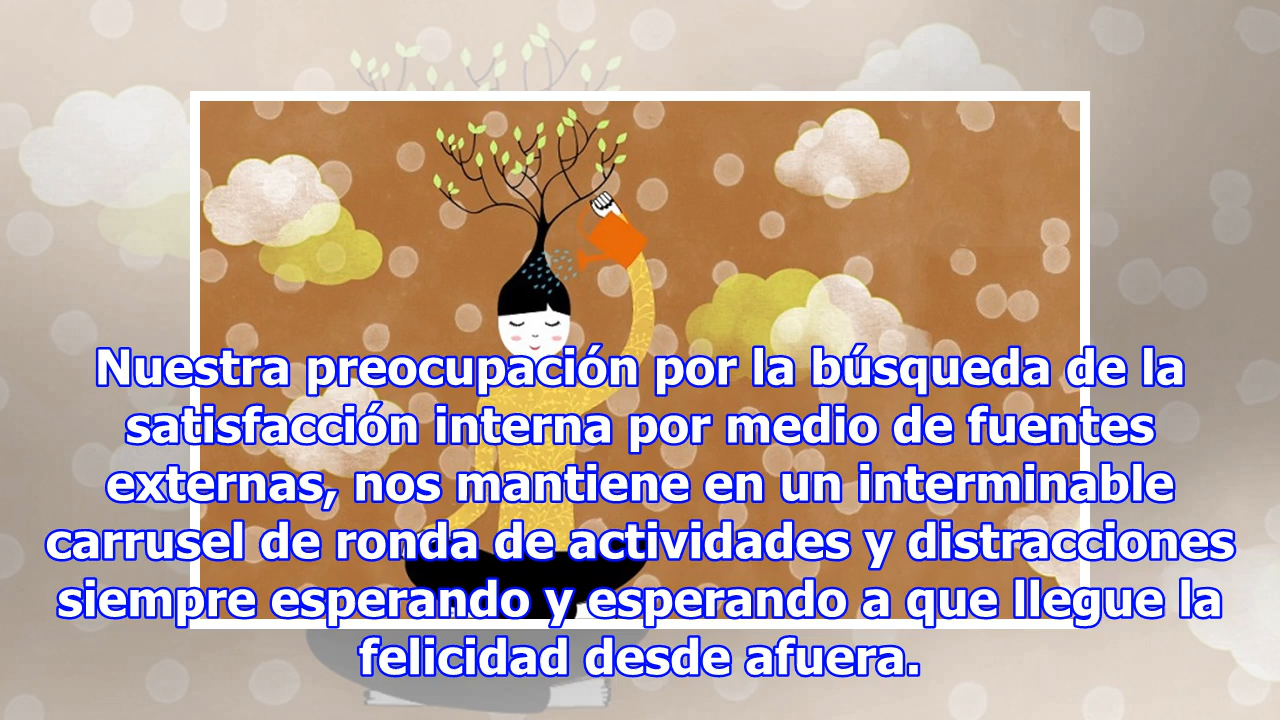 Nuestra preocupación por la búsqueda de la
satisfacción interna por medio de fuentes
externas, nos mantiene en un interminable
carrusel de ronda de actividades y distracciones
siempre esperando y esperando a que llegue la
felicidad desde afuera.